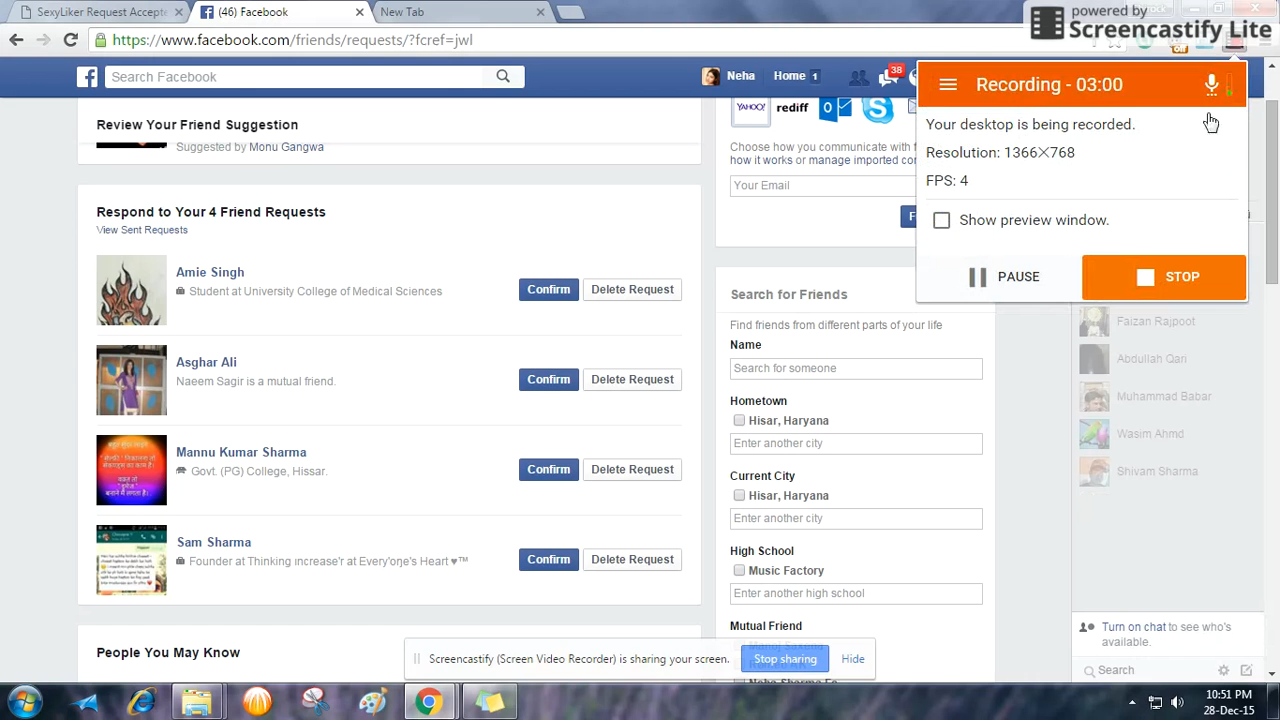 powered by
Screencastify Lite
SexyLiker Request Accepte
(46) Facebook
New Tab
https://www.facebook.com/friends/requests/?fcref=jwl
off
Search Facebook
Neha
Home 1
38
Recording - 03:00
Your desktop is being recorded.
Resolution: 1366×768
FPS: 4
Show preview window.
PAUSE
STOP
Review Your Friend Suggestion
Suggested by Monu Gangwa
YAHOO!
rediff
Choose how you communicate with f
how it works or manage imported co
Your Email
F
Respond to Your 4 Friend Requests
View Sent Requests
Amie Singh
Student at University College of Medical Sciences
Confirm
Delete Request
Asghar Ali
Naeem Sagir is a mutual friend.
Confirm
Delete Request
Mannu Kumar Sharma
Govt. (PG) College, Hissar.
Confirm
Delete Request
Sam Sharma
Founder at Thinking increase'r at Everyone's Heart ♥™
Confirm
Delete Request
People You May Know
Search for Friends
Find friends from different parts of your life
Name
Search for someone
Hometown
Hisar, Haryana
Enter another city
Current City
Hisar, Haryana
Enter another city
High School
Music Factory
Enter another high school
Mutual Friend
Faizan Rajpoot
Abdullah Qari
Muhammad Babar
Wasim Ahmd
Shivam Sharma
Turn on chat to see who's
available.
Search
Screencastify (Screen Video Recorder) is sharing your screen.
Stop sharing
Hide
10:51 PM
28-Dec-15